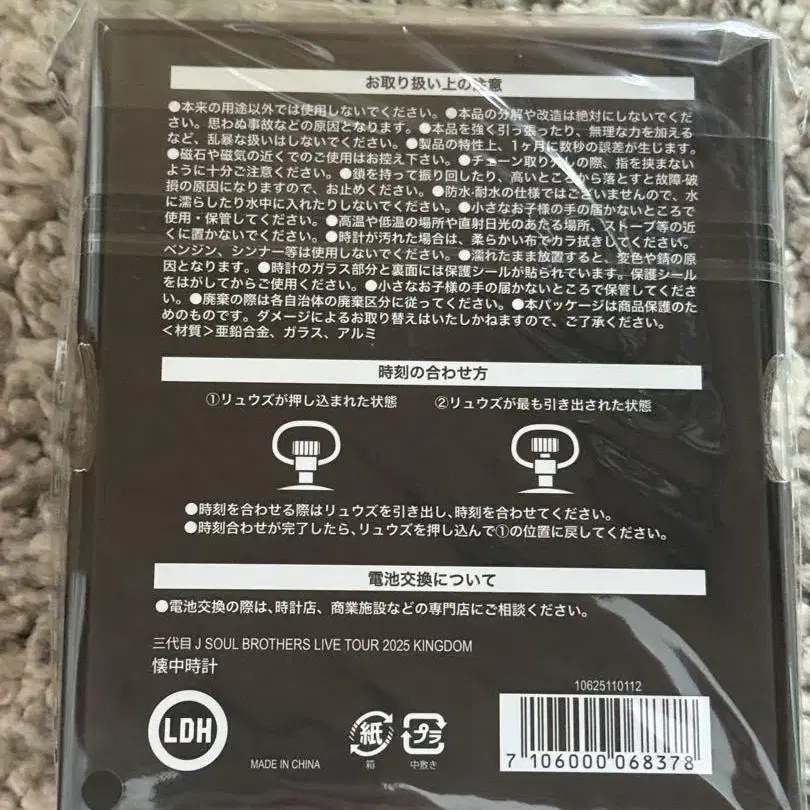 お取り扱い上の注意
●本来の用途以外では使用しないでください。●本品の分解や改造は絶対にしないでくだ
さい。思わぬ事故などの原因となります。●本品を強く引っ張ったり、無理な力を加える
など、乱暴な扱いはしないでください。●製品の特性上、1ヶ月に数秒の誤差が生じます。
●磁石や磁気の近くでのご使用はお控え下さい。●チェーン取り外しの際、指を挟まない
ように十分ご注意ください。●鎖を持って振り回したり、高いところから落とすと故障・破
損の原因になりますので、お止めください。●防水・耐水の仕様ではございませんので、水
に濡らしたり水中に入れたりしないでください。●小さなお子様の手の届かないところで
使用・保管してください。●高温や低温の場所や直射日光のあたる場所、ストーブ等の近
くに置かないでください。●時計が汚れた場合は、柔らかい布でカラ拭きしてください。
ベンジン、シンナー等は使用しないでください。●濡れたまま放置すると、変色や錆の原
因となります。●時計のガラス部分と裏面には保護シールが貼られています。保護シール
をはがしてからご使用ください。●小さなお子様の手の届かないところで保管してくださ
い。●廃棄の際は各自治体の廃棄区分に従ってください。●本パッケージは商品保護のた
めのものです。ダメージによるお取り替えはいたしかねますので、ご了承ください。
＜材質＞亜鉛合金、ガラス、アルミ
時刻の合わせ方
①リュウズが押し込まれた状態 ②リュウズが最も引き出された状態
●時刻を合わせる際はリュウズを引き出し、時刻を合わせてください。
●時刻合わせが完了したら、リュウズを押し込んで①の位置に戻してください。
電池交換について
●電池交換の際は、時計店、商業施設などの専門店にご相談ください。
三代目 J SOUL BROTHERS LIVE TOUR 2025 KINGDOM
懐中時計
10625110112
LDH
MADE IN CHINA
紙
箱
プラ
中敷き
7 106000 068378